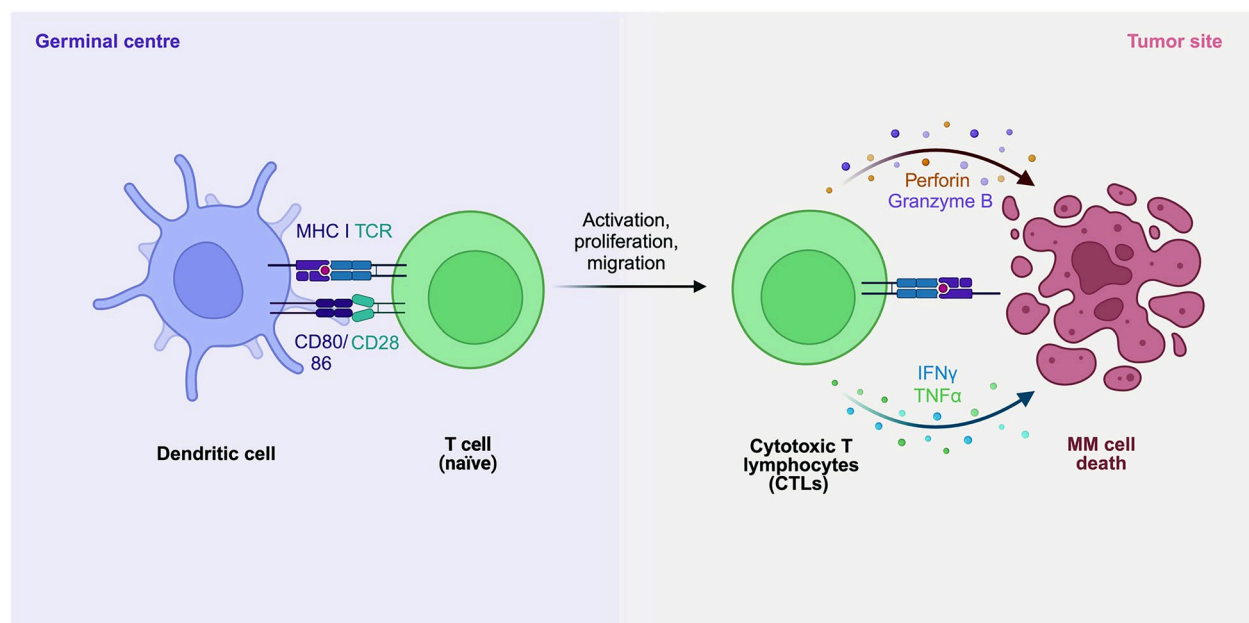 Germinal centre
Tumor site
MHC I TCR
CD80/ CD28
86
Dendritic cell
T cell
(naïve)
Activation,
proliferation,
migration
Perforin
Granzyme B
IFNγ
TNFα
Cytotoxic T
lymphocytes
(CTLs)
MM cell
death